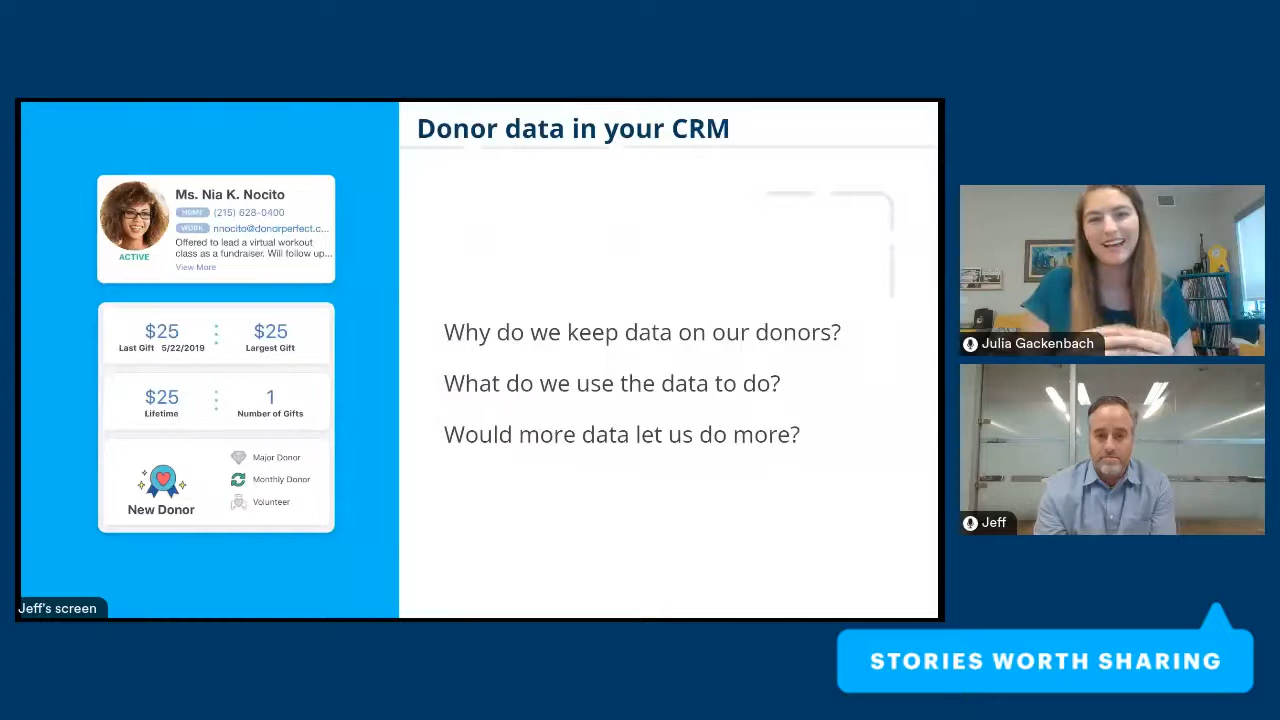 Donor data in your CRM
Ms. Nia K. Nocito
HOME (215) 628-0400
WORK nnocito@donorperfect.c...
Offered to lead a virtual workout
class as a fundraiser. Will follow up...
ACTIVE
View More
$25
Last Gift 5/22/2019
$25
Largest Gift
$25
Lifetime
1
Number of Gifts
New Donor
Major Donor
Monthly Donor
Volunteer
Why do we keep data on our donors?
What do we use the data to do?
Would more data let us do more?
Jeff's screen
Julia Gackenbach
Jeff
STORIES WORTH SHARING